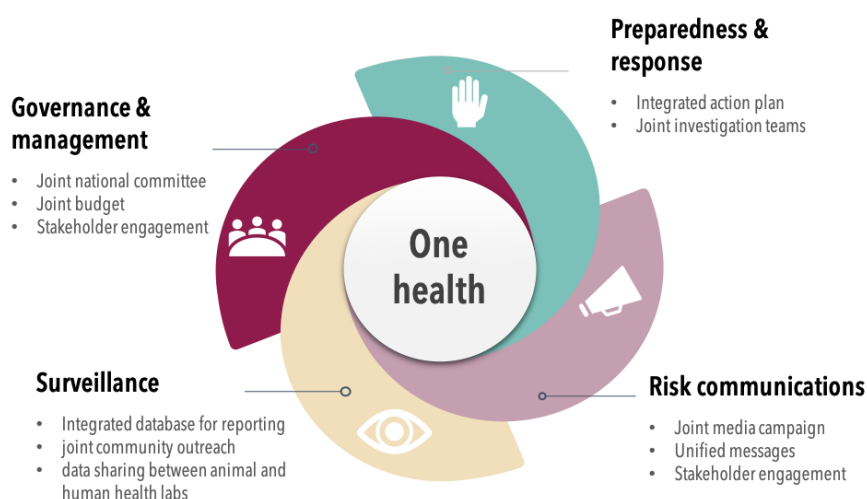 Preparedness &
response
• Integrated action plan
• Joint investigation teams
Governance &
management
• Joint national committee
• Joint budget
• Stakeholder engagement
One
health
Surveillance
• Integrated database for reporting
• joint community outreach
• data sharing between animal and
human health labs
Risk communications
• Joint media campaign
• Unified messages
• Stakeholder engagement